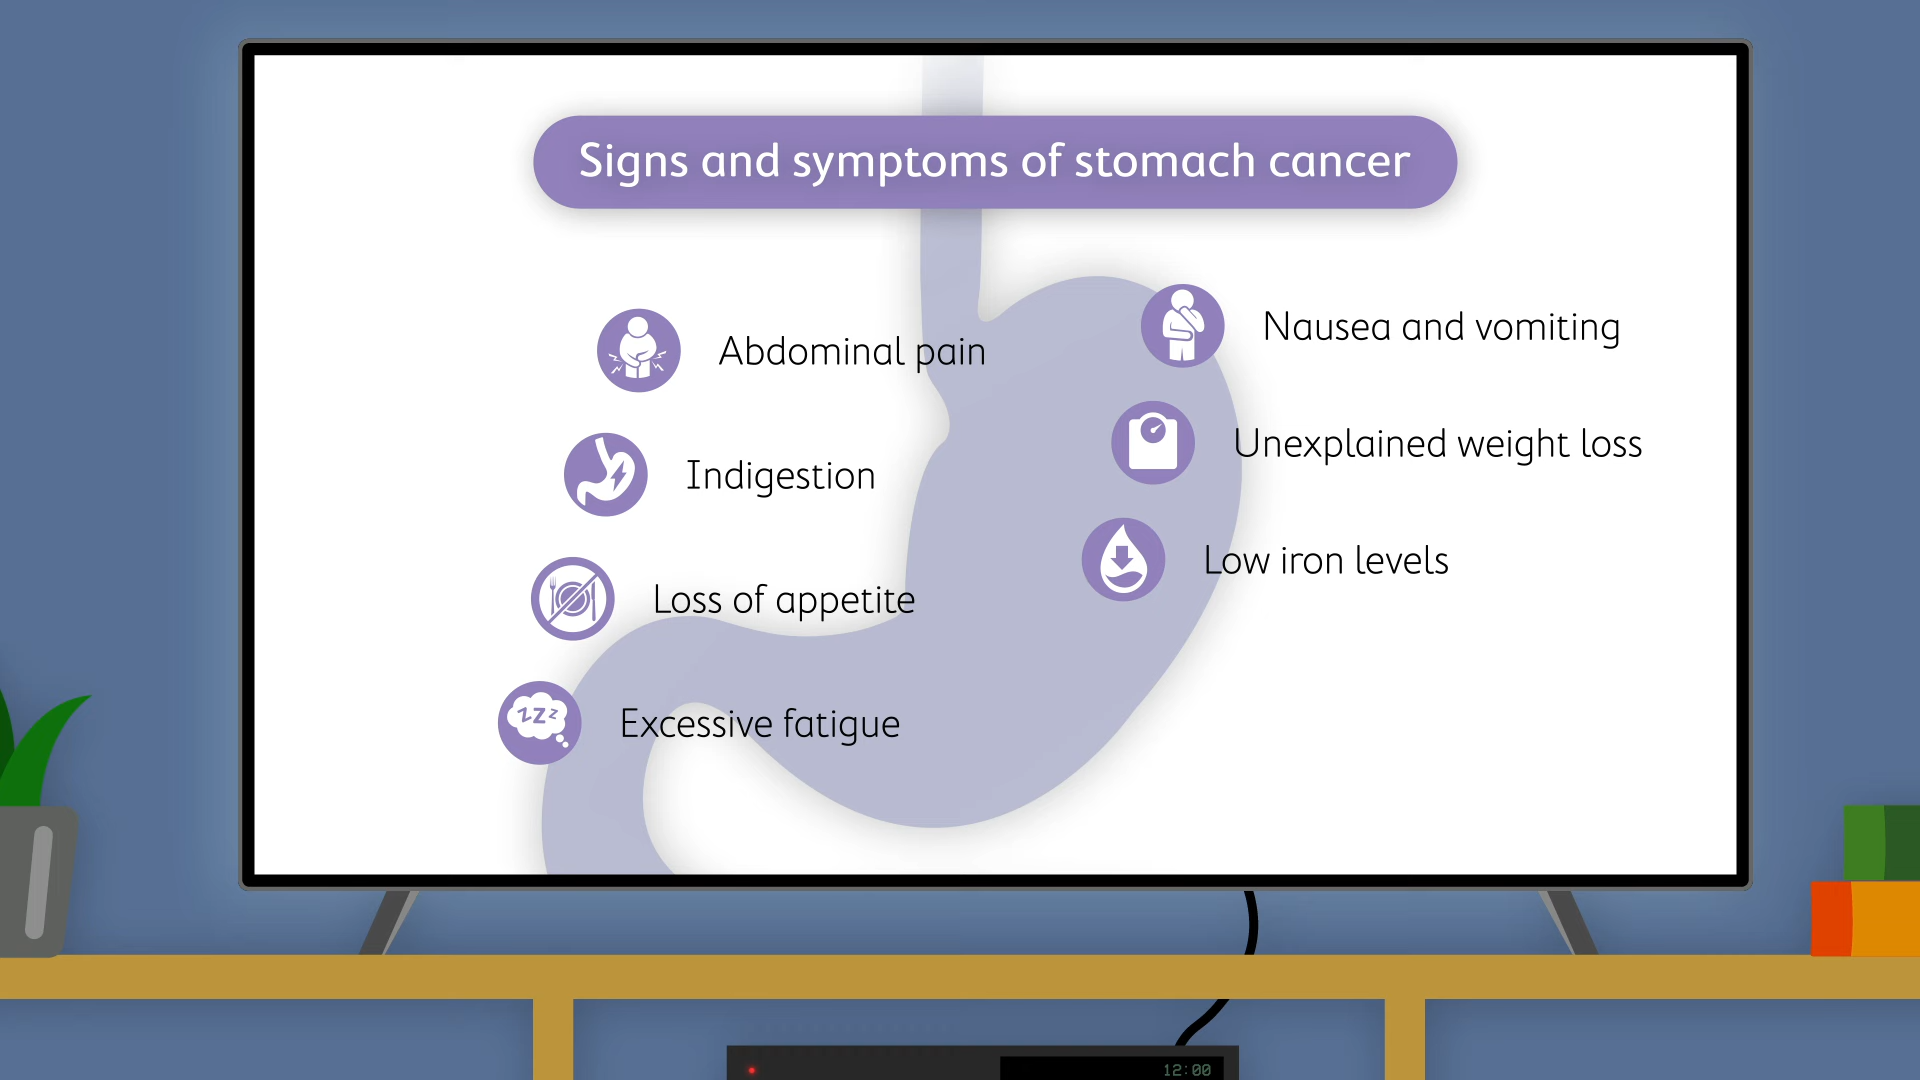 Signs and symptoms of stomach cancer
Abdominal pain
Indigestion
Loss of appetite
zzz
Excessive fatigue
Nausea and vomiting
Unexplained weight loss
Low iron levels
12:00